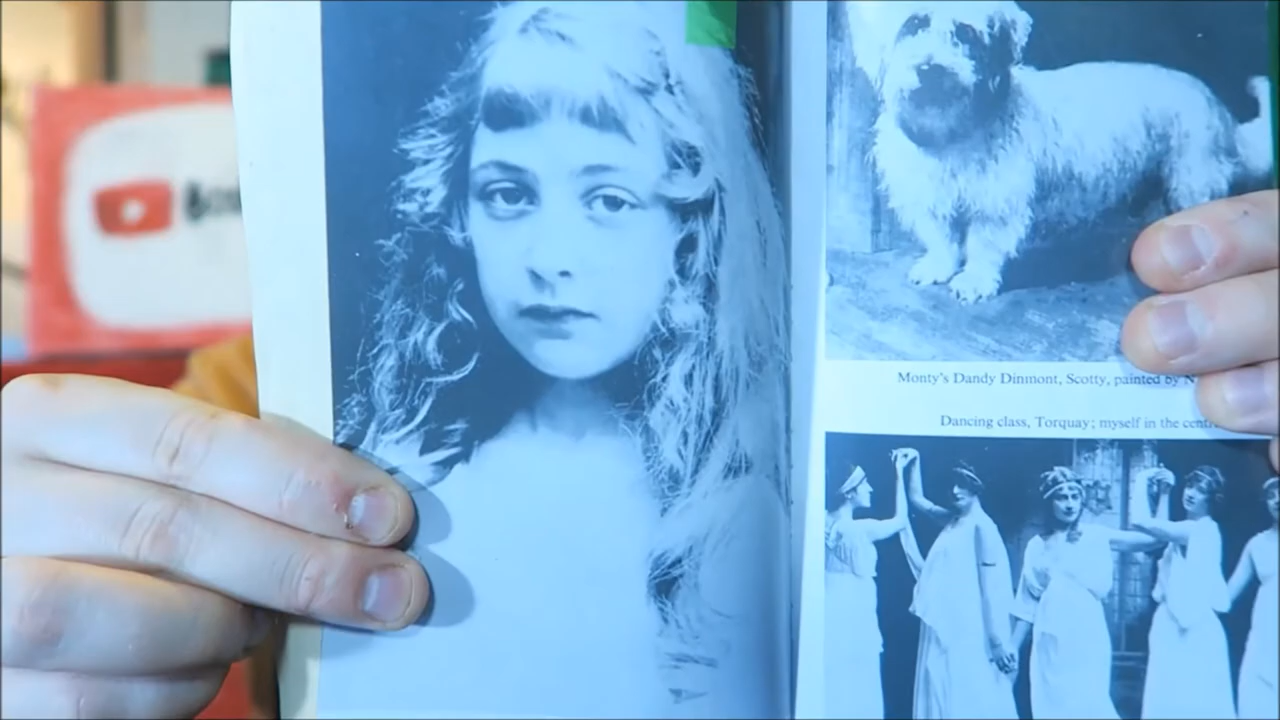 Monty's Dandy Dinmont, Scotty, painted by
Dancing class, Torquay; myself in the